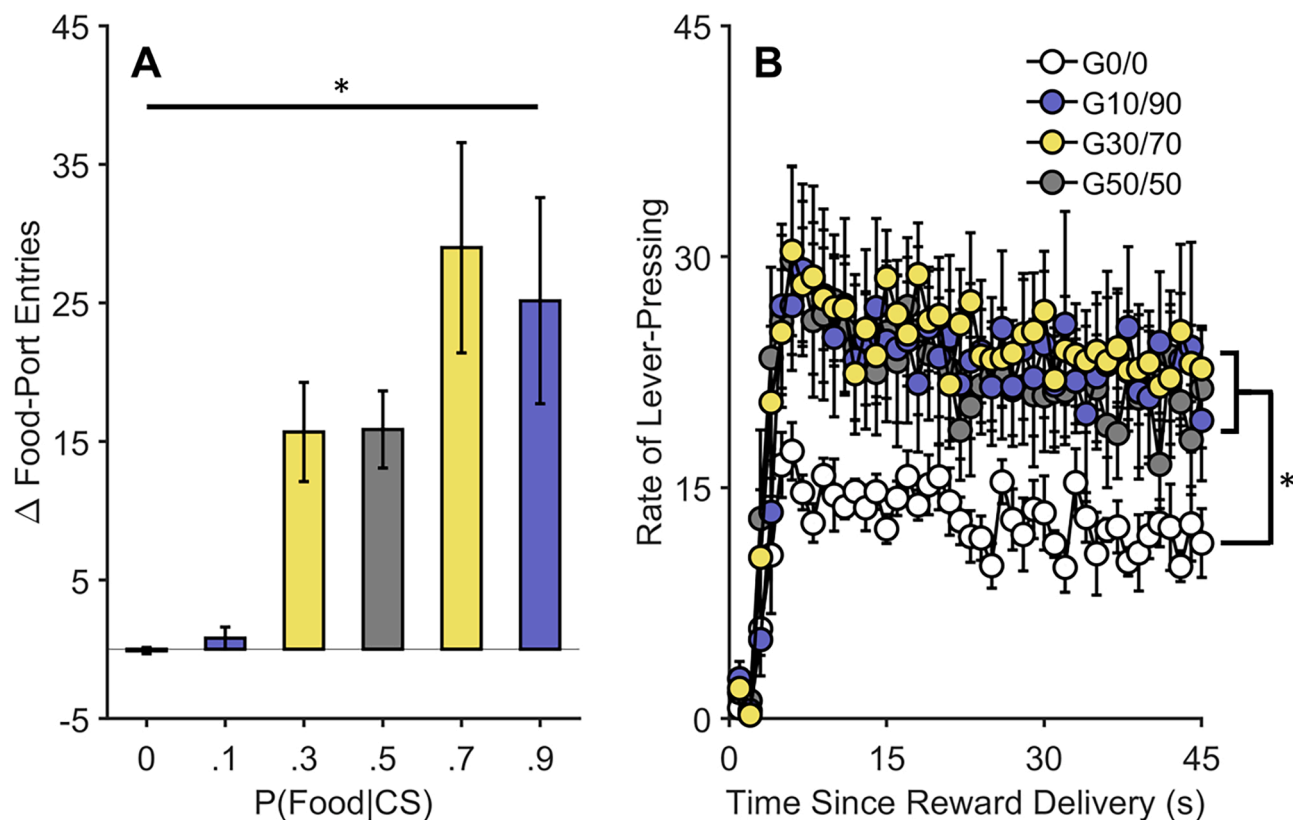 A
*
45
35
25
15
5
-5
Δ Food-Port Entries
0 .1 .3 .5 .7 .9
P(Food|CS)
B
G0/0
G10/90
G30/70
G50/50
*
45
30
15
0
Rate of Lever-Pressing
0 15 30 45
Time Since Reward Delivery (s)